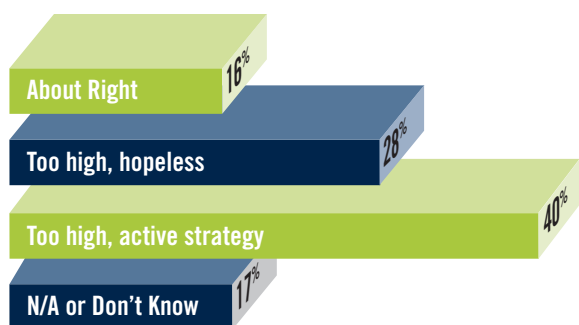 About Right 16%
Too high, hopeless 28%
Too high, active strategy 40%
N/A or Don't Know 17%